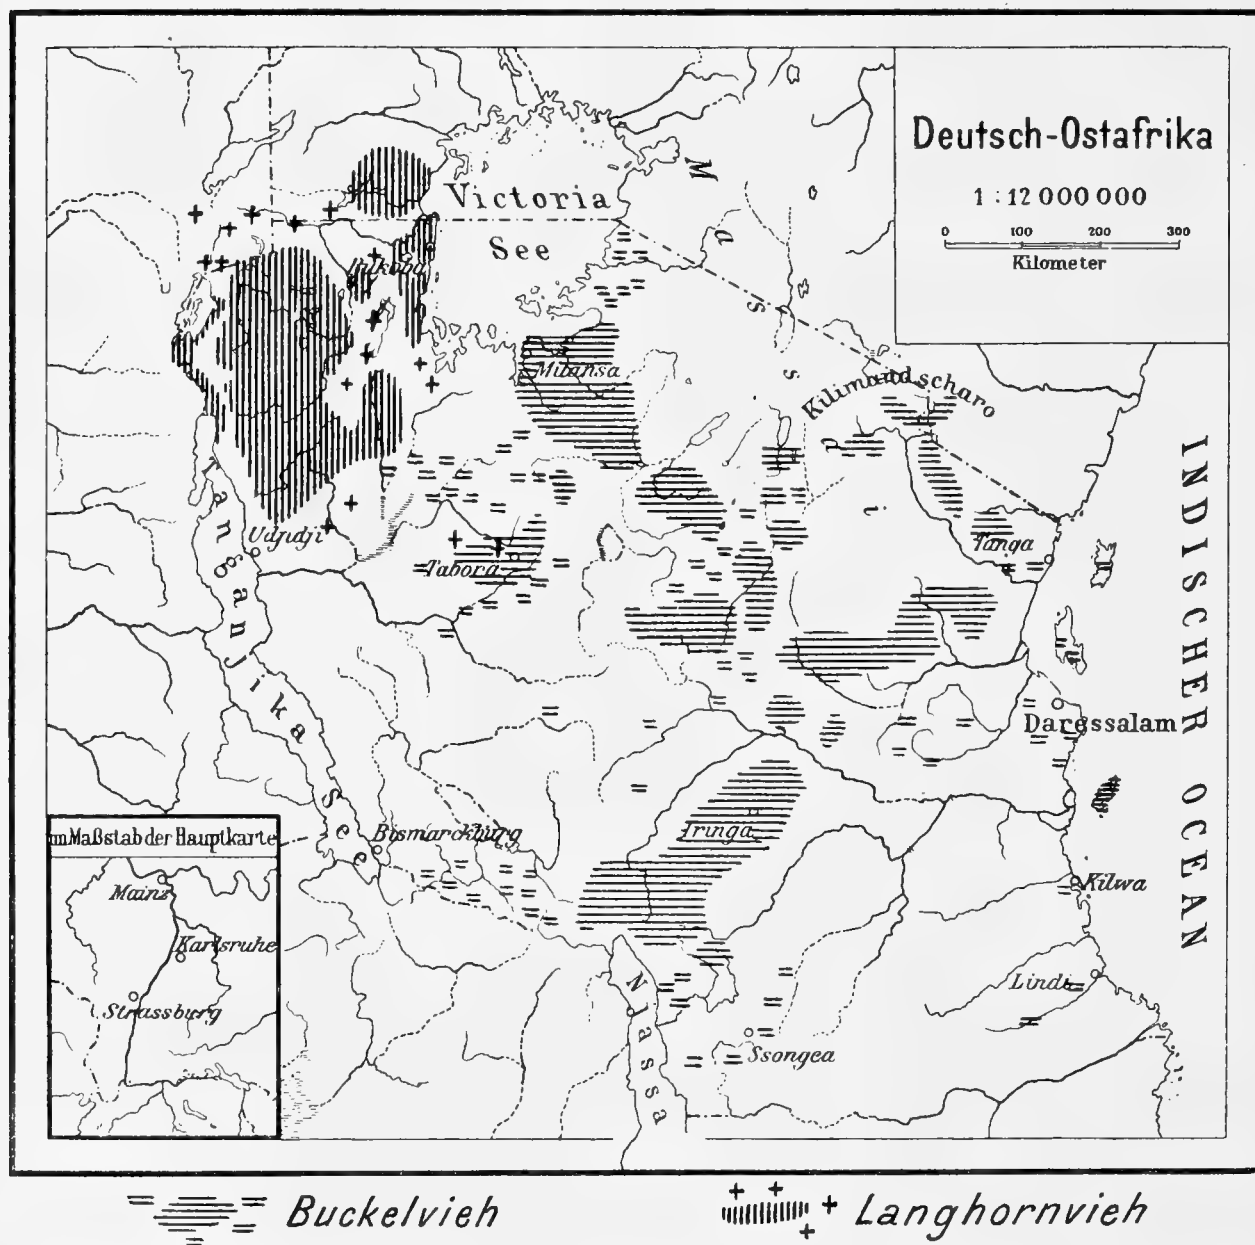 Deutsch-Ostafrika
1 : 12 000 000
0 100 200 300
Kilometer
Victoria
See
Massai
Bukoba
Muansa
Kilimandscharo
INDISCHER OCEAN
Udjidji
Tabora
Tanga
Tanganjika See
Daressalam
Bismarckburg
Iringa
Kilwa
Lindi
Njassa
Ssongea
im Maßstab der Hauptkarte
Mainz
Karlsruhe
Strassburg
Buckelvieh
Langhornvieh